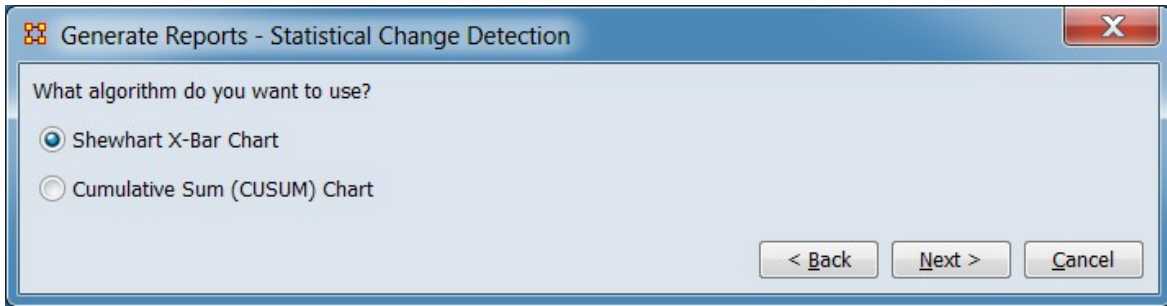 Generate Reports - Statistical Change Detection
X
What algorithm do you want to use?
Shewhart X-Bar Chart
Cumulative Sum (CUSUM) Chart
< Back Next > Cancel